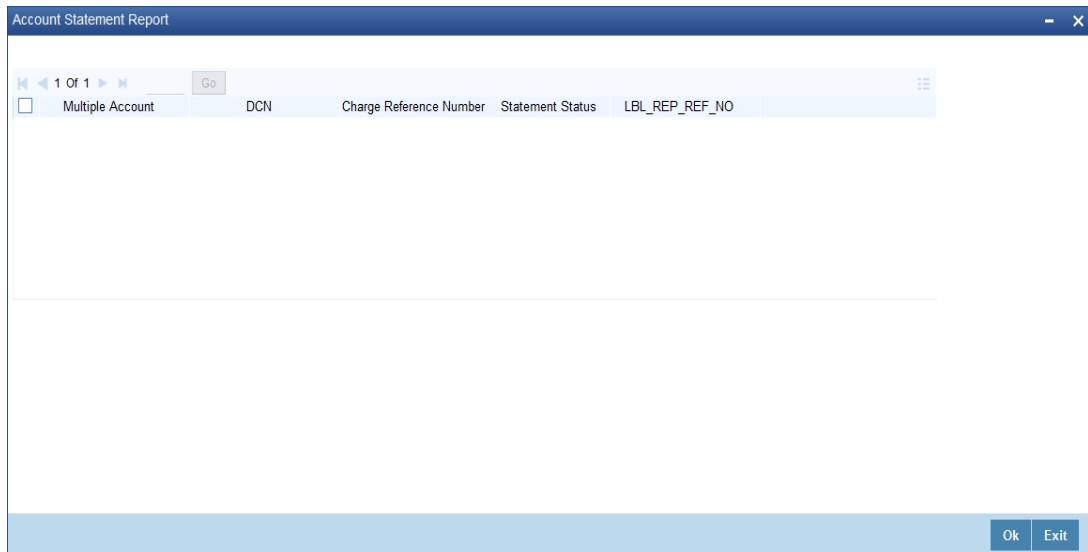 Account Statement Report
1 Of 1 Go
Multiple Account DCN Charge Reference Number Statement Status LBL_REP_REF_NO
Ok Exit